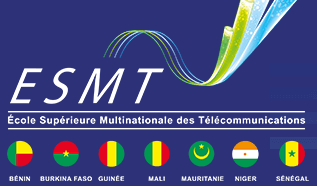 ESMT
École Supérieure Multinationale des Télécommunications
BÉNIN BURKINA FASO GUINÉE MALI MAURITANIE NIGER SÉNÉGAL